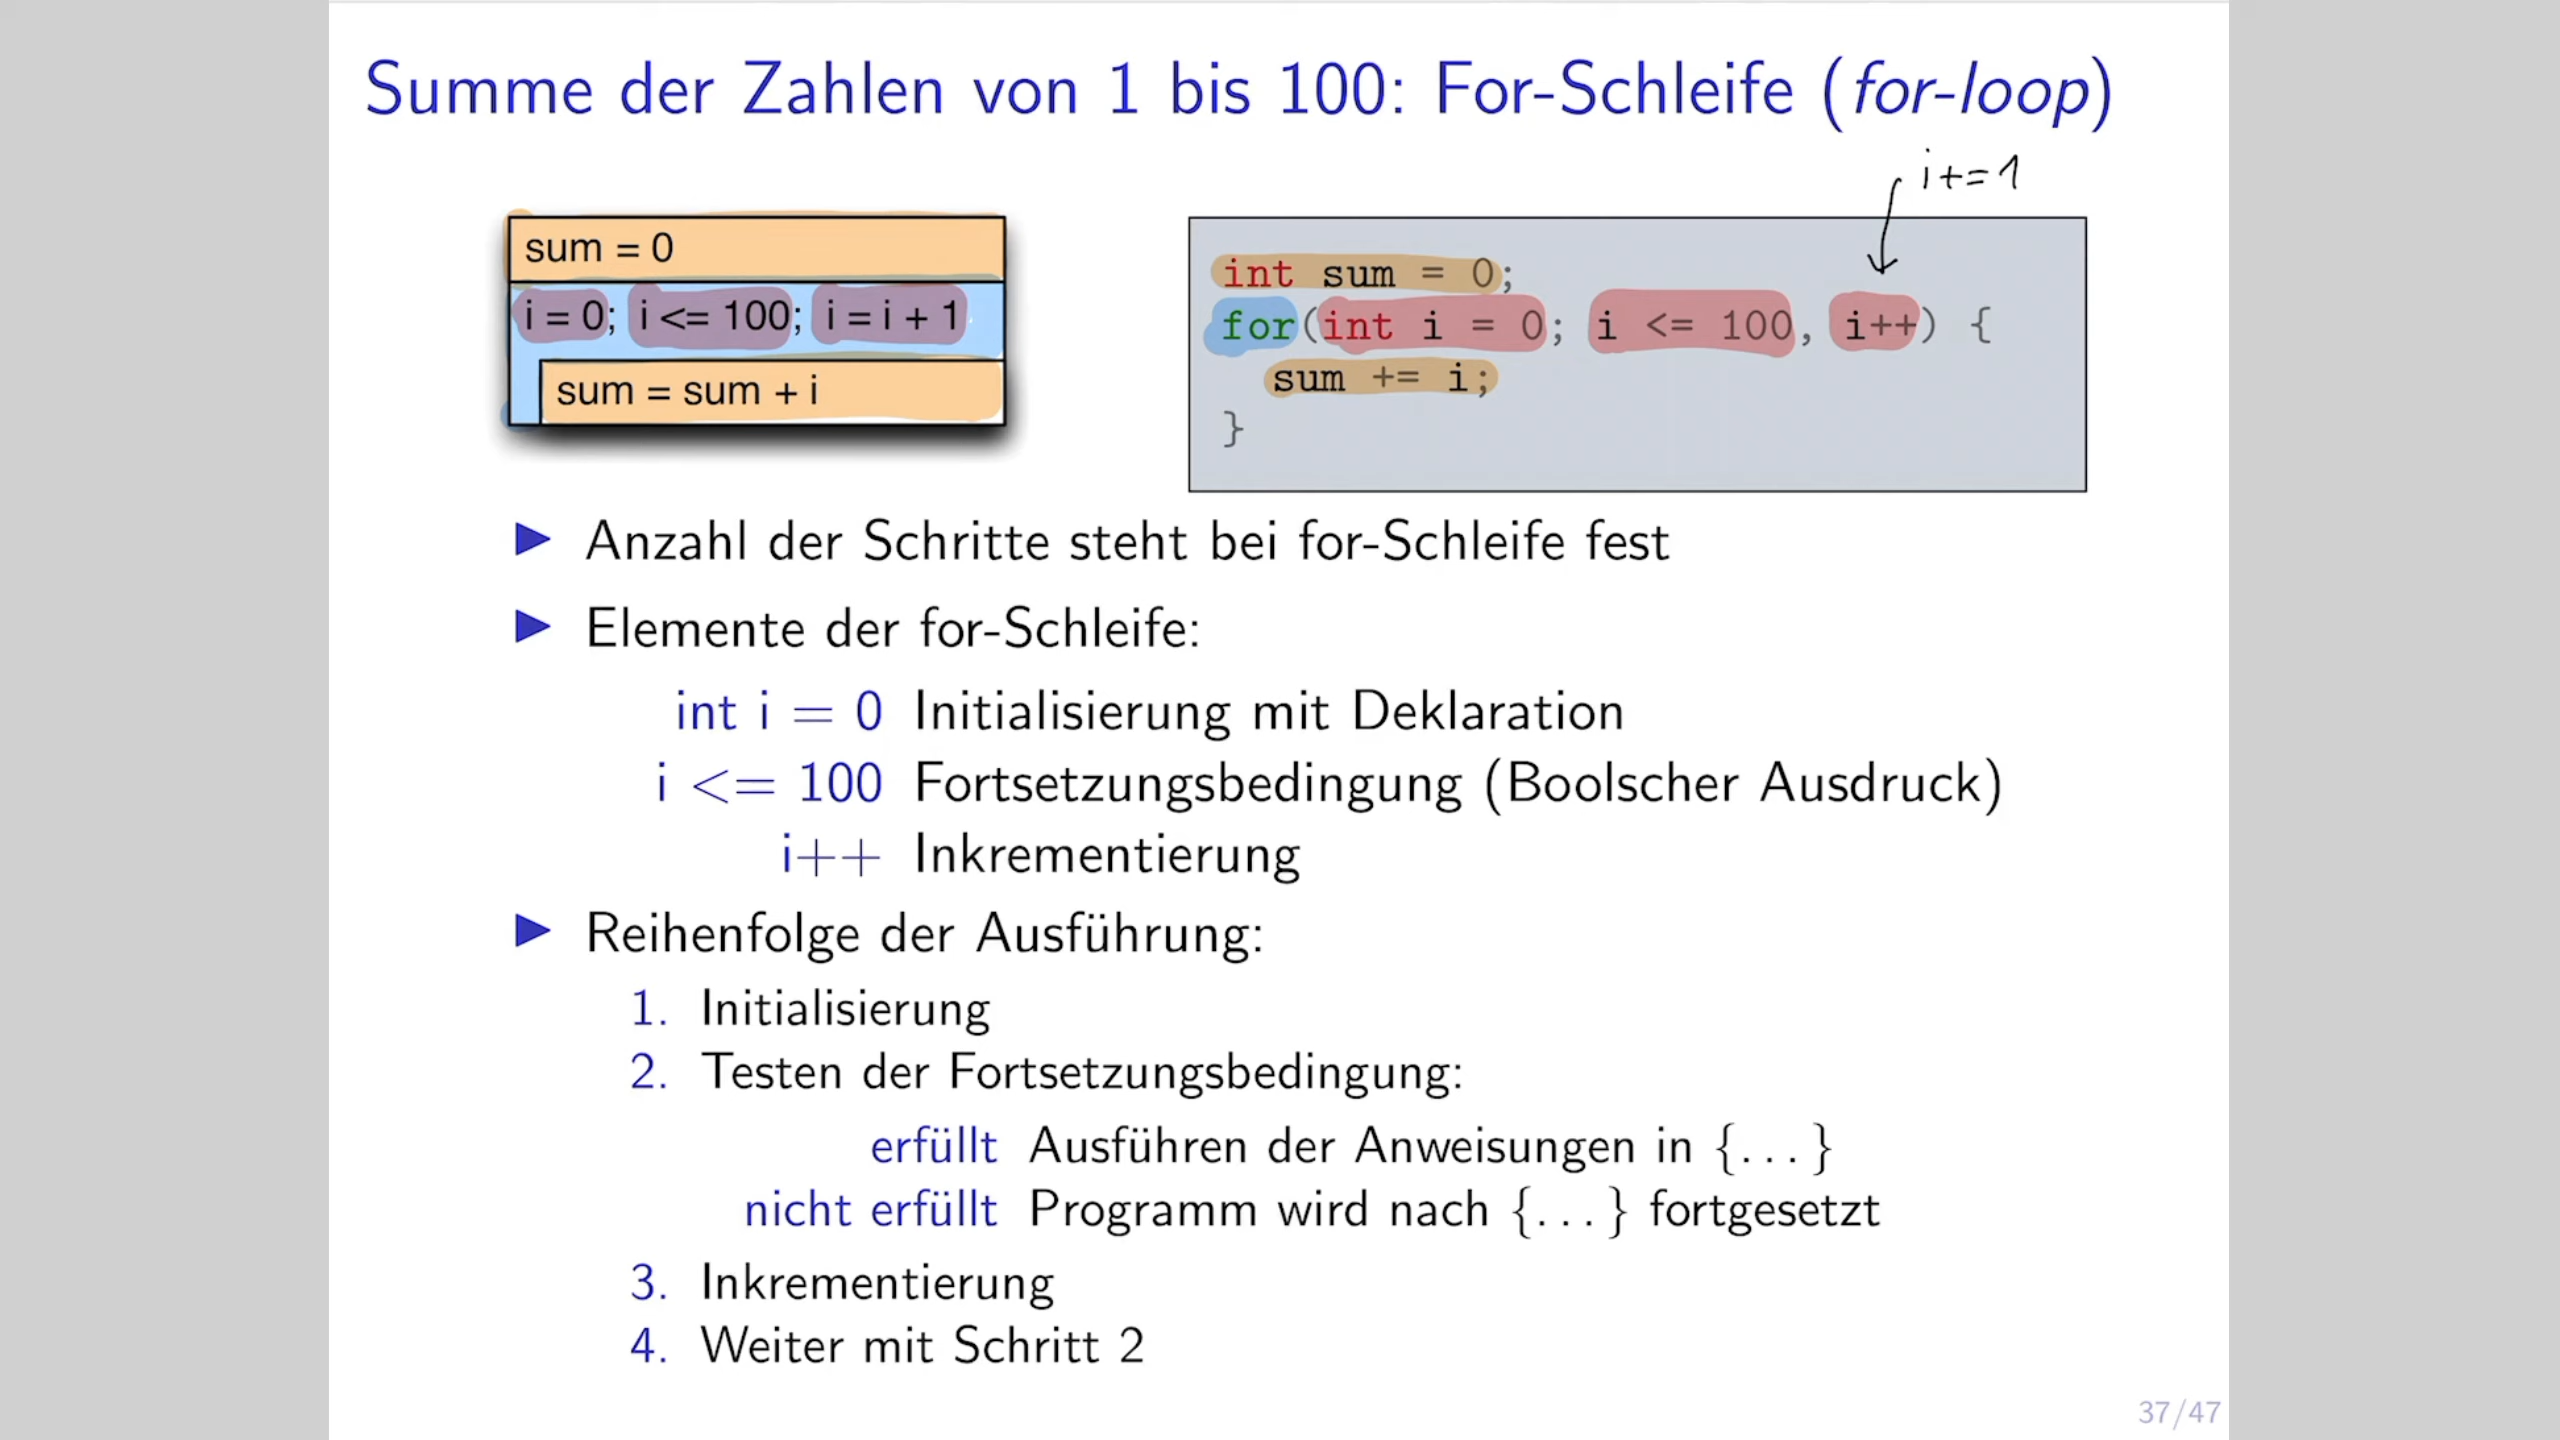 Summe der Zahlen von 1 bis 100: For-Schleife (for-loop)
i+=1
sum = 0
i = 0; i <= 100; i = i + 1
sum = sum + i
int sum = 0;
for(int i = 0; i <= 100, i++) {
sum += i;
}
► Anzahl der Schritte steht bei for-Schleife fest
► Elemente der for-Schleife:
int i = 0 Initialisierung mit Deklaration
i <= 100 Fortsetzungsbedingung (Boolscher Ausdruck)
i++ Inkrementierung
► Reihenfolge der Ausführung:
1. Initialisierung
2. Testen der Fortsetzungsbedingung:
erfüllt Ausführen der Anweisungen in {...}
nicht erfüllt Programm wird nach {...} fortgesetzt
3. Inkrementierung
4. Weiter mit Schritt 2
37/47